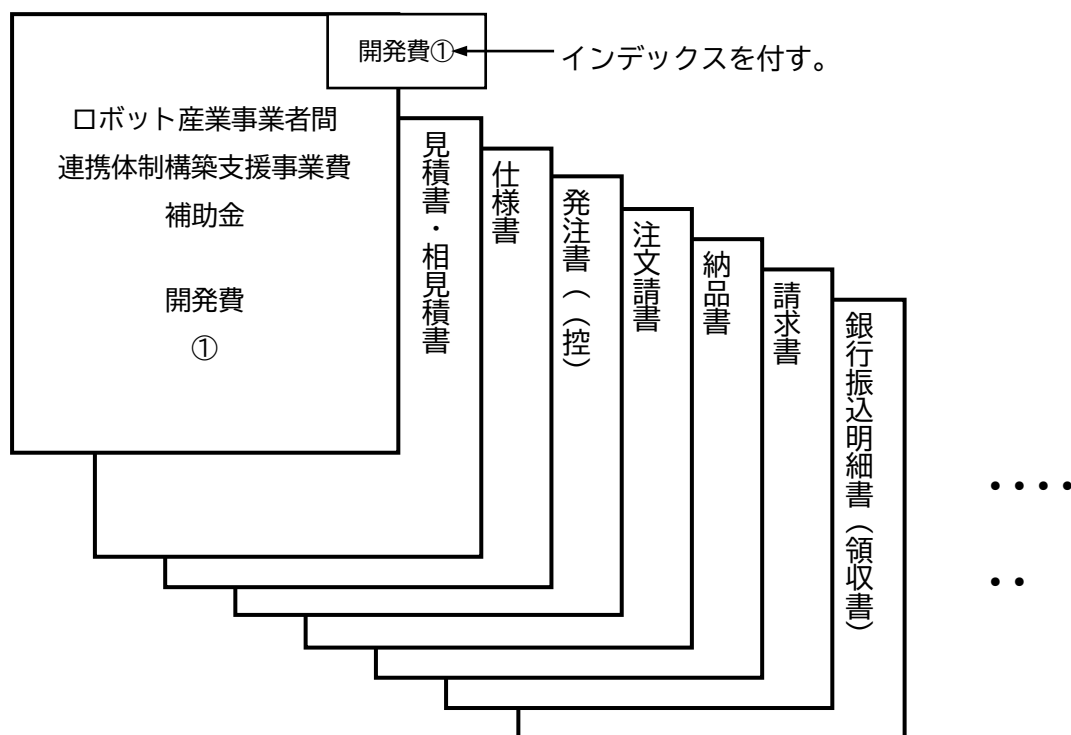 開発費①
インデックスを付す。
ロボット産業事業者間
連携体制構築支援事業費
補助金
開発費
①
見積書・相見積書
仕様書
発注書（（控）
注文請書
納品書
請求書
銀行振込明細書（領収書）
・・・・
・・